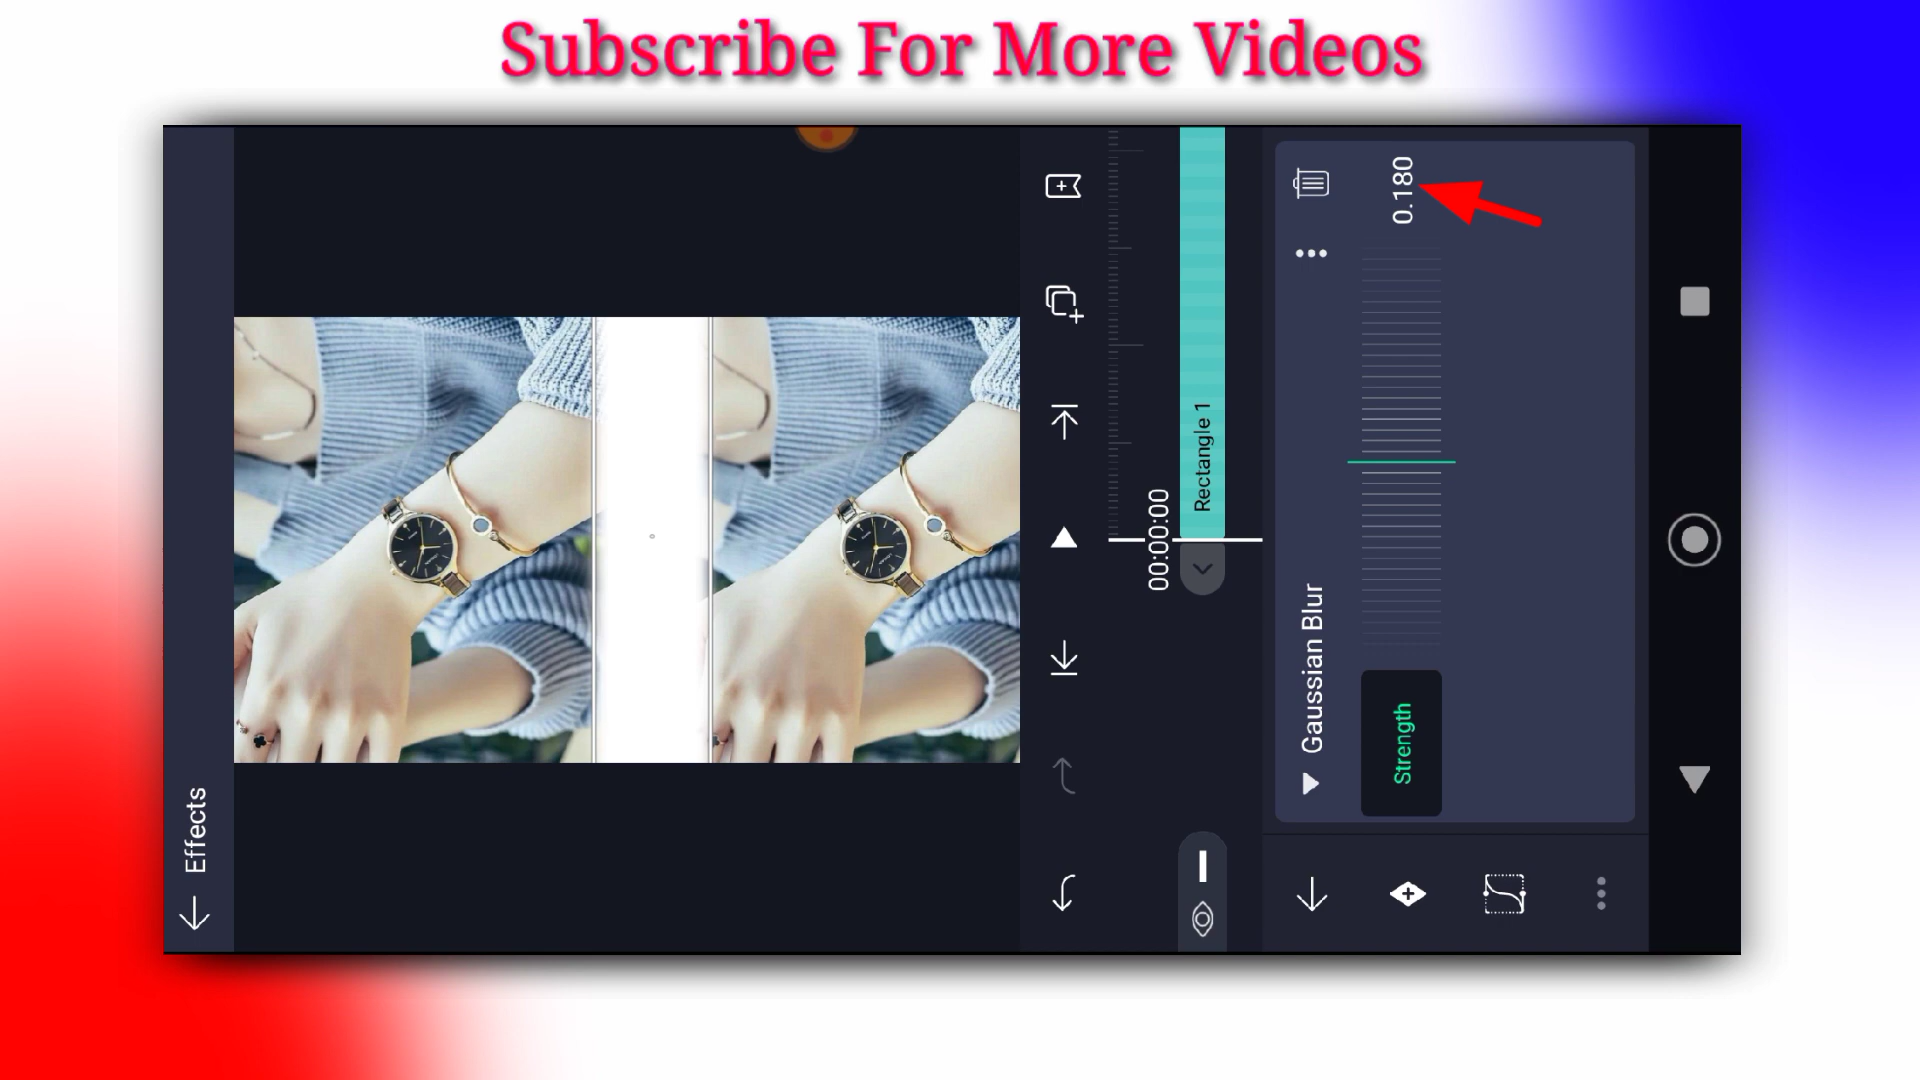 Subscribe For More Videos
Effects
00:00:00
Rectangle 1
Gaussian Blur
Strength
0.180